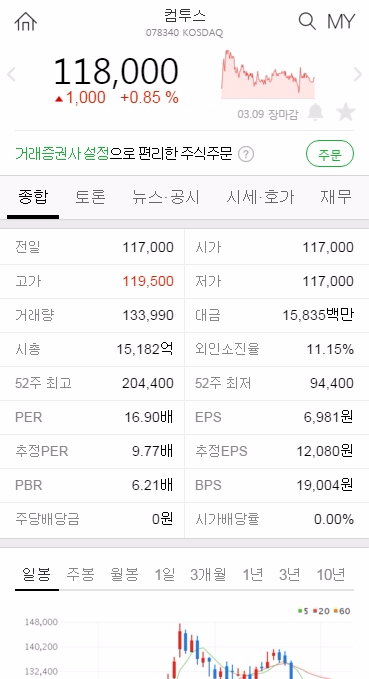 컴투스
078340 KOSDAQ
MY
118,000
▲1,000 +0.85 %
03.09 장마감
거래증권사 설정으로 편리한 주식주문 ?
주문
종합 토론 뉴스·공시 시세·호가 재무
전일 117,000 시가 117,000
고가 119,500 저가 117,000
거래량 133,990 대금 15,835백만
시총 15,182억 외인소진율 11.15%
52주 최고 204,400 52주 최저 94,400
PER 16.90배 EPS 6,981원
추정PER 9.77배 추정EPS 12,080원
PBR 6.21배 BPS 19,004원
주당배당금 0원 시가배당률 0.00%
일봉 주봉 월봉 1일 3개월 1년 3년 10년
5 20 60
148,000
140,200
132,400